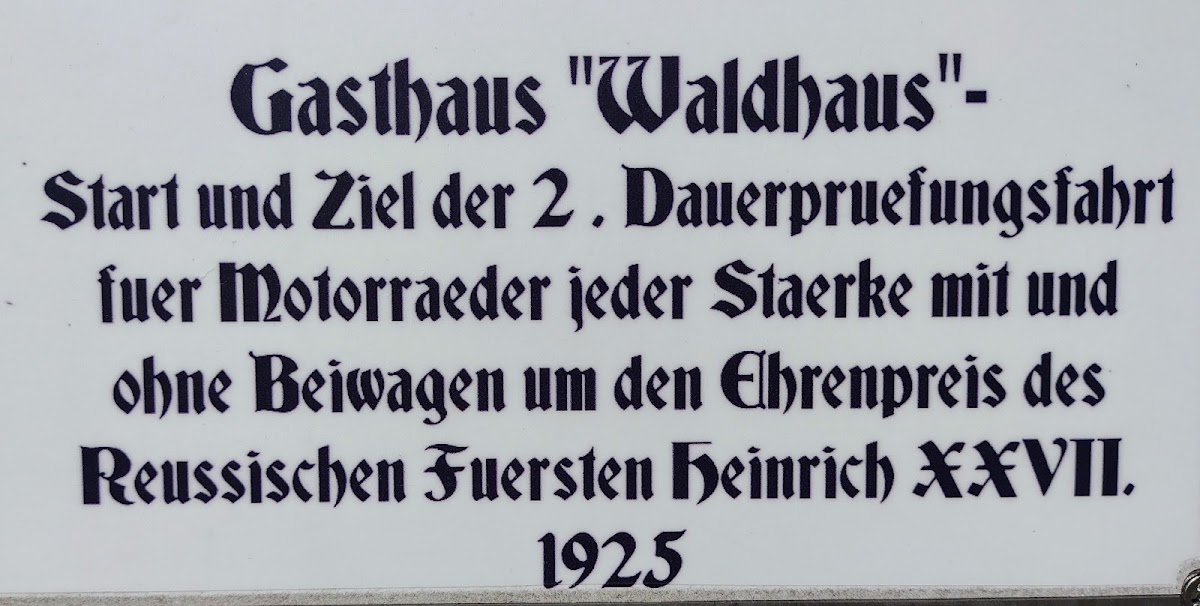 Gasthaus "Waldhaus"-
Start und Ziel der 2 . Dauerpruefungsfahrt
fuer Motorraeder jeder Staerke mit und
ohne Beiwagen um den Ehrenpreis des
Reussischen Fuersten Heinrich XXVII.
1925